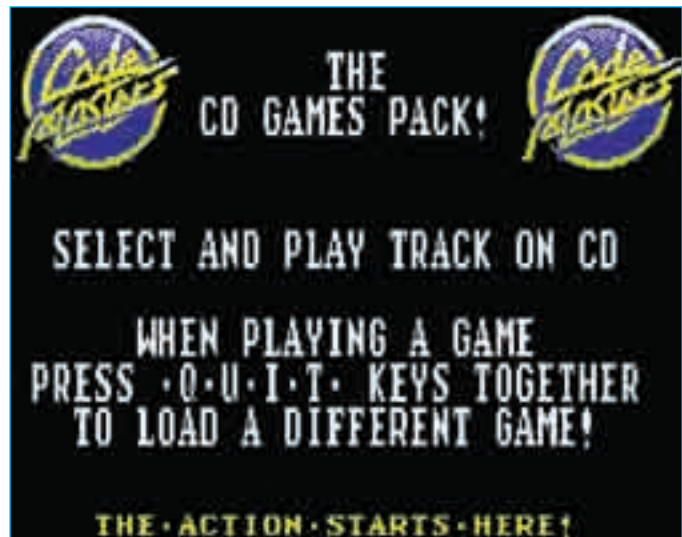 Code Masters
THE
CD GAMES PACK!
Code Masters
SELECT AND PLAY TRACK ON CD
WHEN PLAYING A GAME
PRESS ·Q·U·I·T· KEYS TOGETHER
TO LOAD A DIFFERENT GAME!
THE·ACTION·STARTS·HERE!